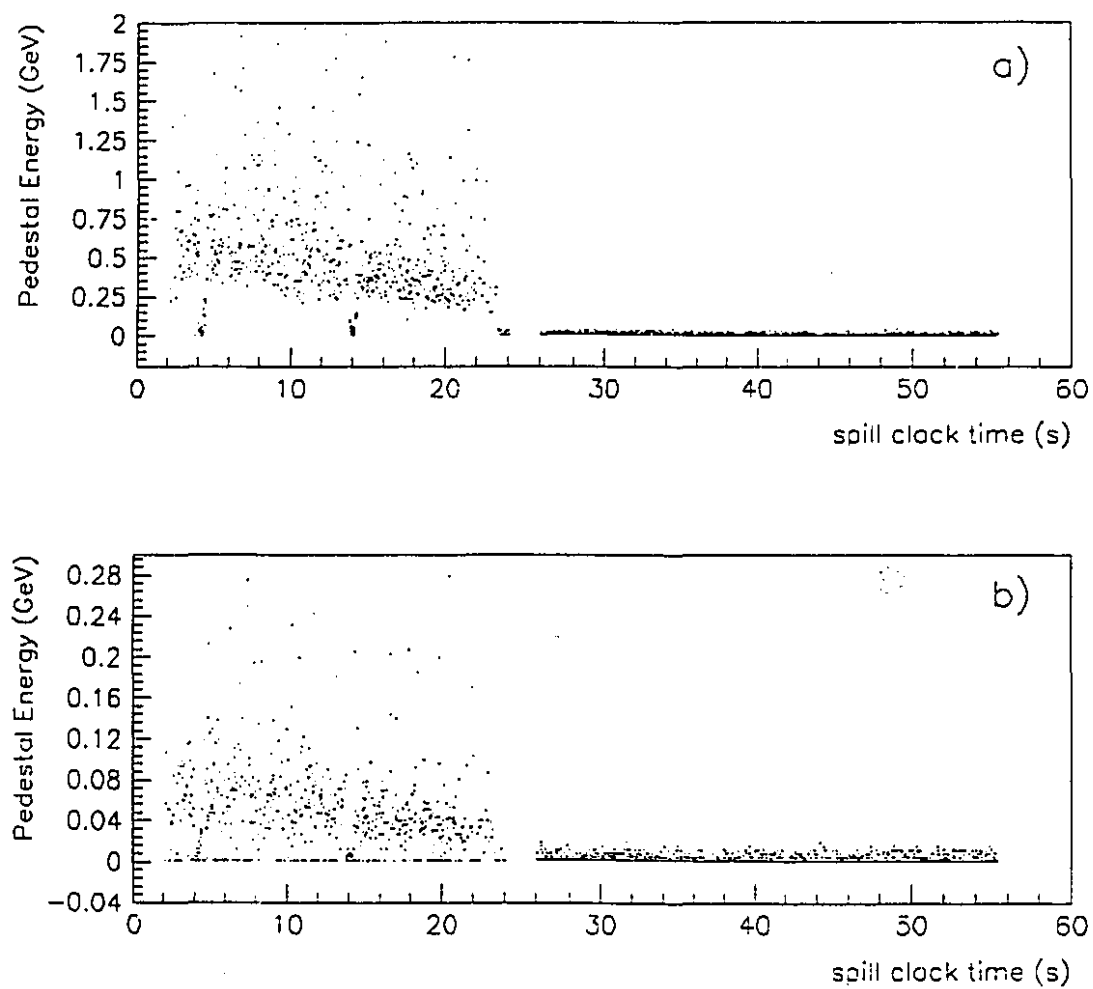 a)
Pedestal Energy (GeV)
2
1.75
1.5
1.25
1
0.75
0.5
0.25
0
0 10 20 30 40 50 60
spill clock time (s)
b)
Pedestal Energy (GeV)
0.28
0.24
0.2
0.16
0.12
0.08
0.04
0
-0.04
0 10 20 30 40 50 60
spill clock time (s)